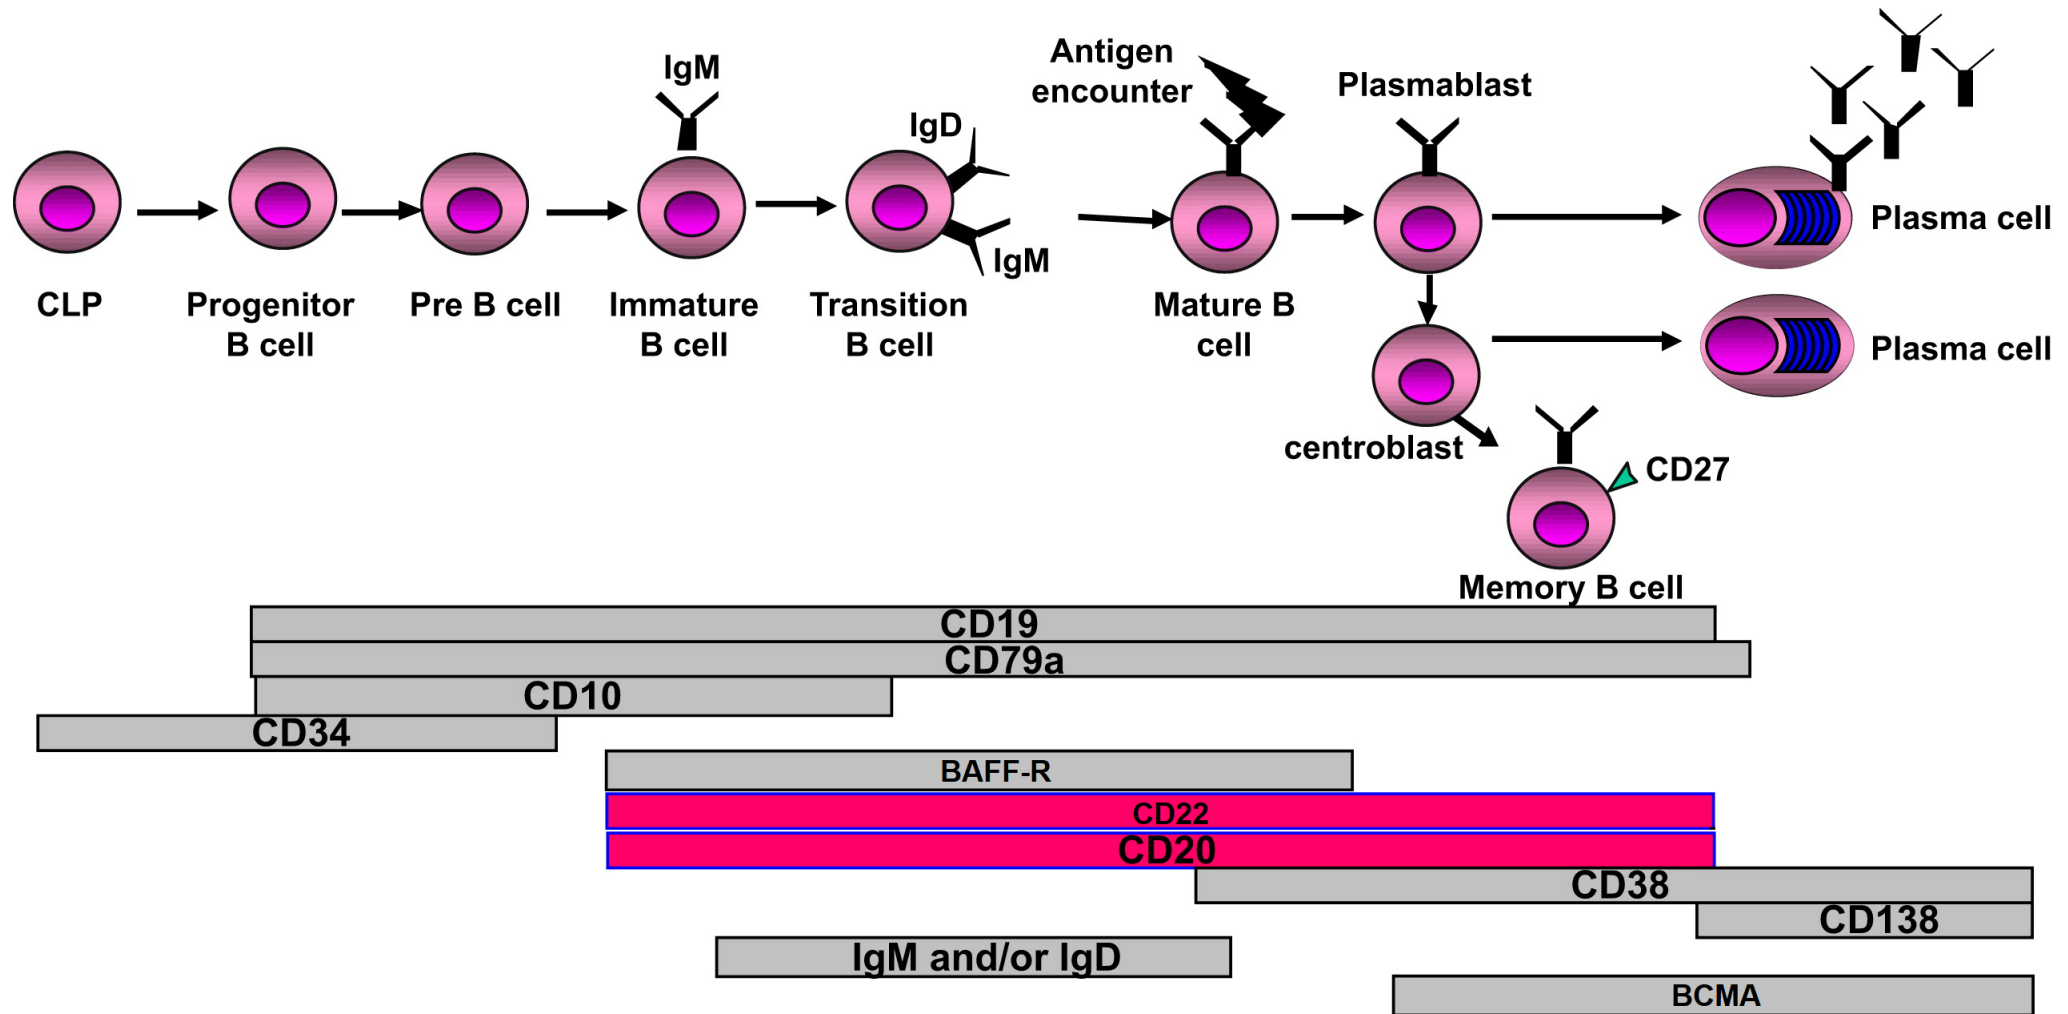 IgM
IgD
IgM
Antigen
encounter
Plasmablast
Plasma cell
CLP
Progenitor
B cell
Pre B cell
Immature
B cell
Transition
B cell
Mature B
cell
Plasma cell
centroblast
CD27
Memory B cell
CD19
CD79a
CD10
CD34
BAFF-R
CD22
CD20
CD38
CD138
IgM and/or IgD
BCMA